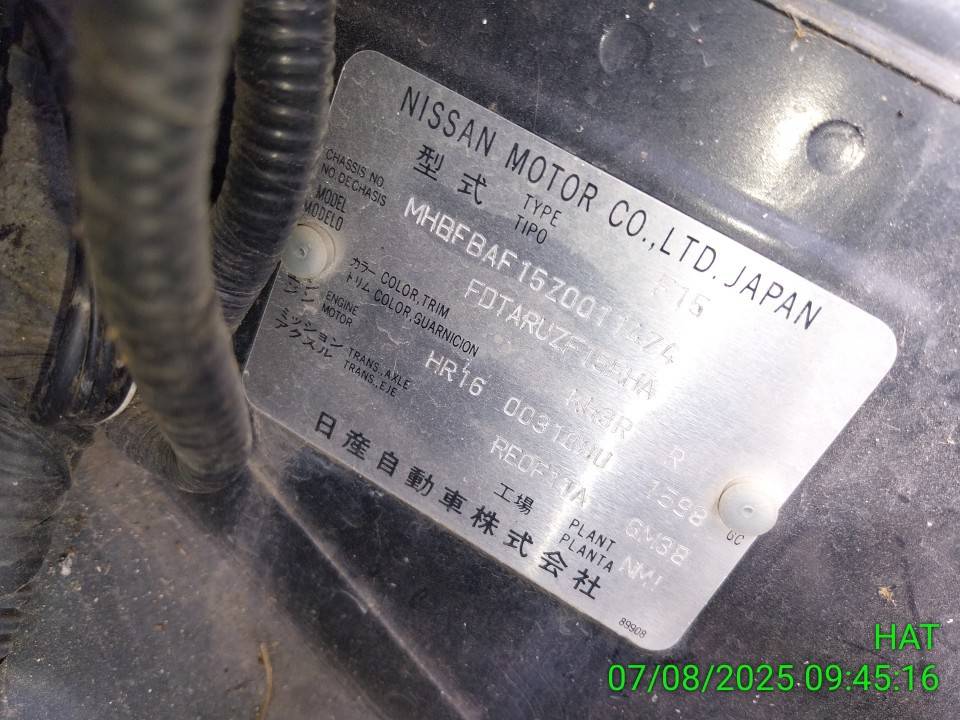 NISSAN MOTOR CO.,LTD. JAPAN
型式 TYPE TIPO F15
CHASSIS NO.
NO. DE CHASIS
MODEL
MODELO
カラー COLOR,TRIM
トリム COLOR,GUARNICION
エンジン ENGINE MOTOR HR16 1598
ミッション TRANS.,AXLE
アクスル TRANS.,EJE
RE0F11A GM38
工場 PLANT PLANTA NMI
日産自動車株式会社
6C
89908
HAT
07/08/2025 09:45:16